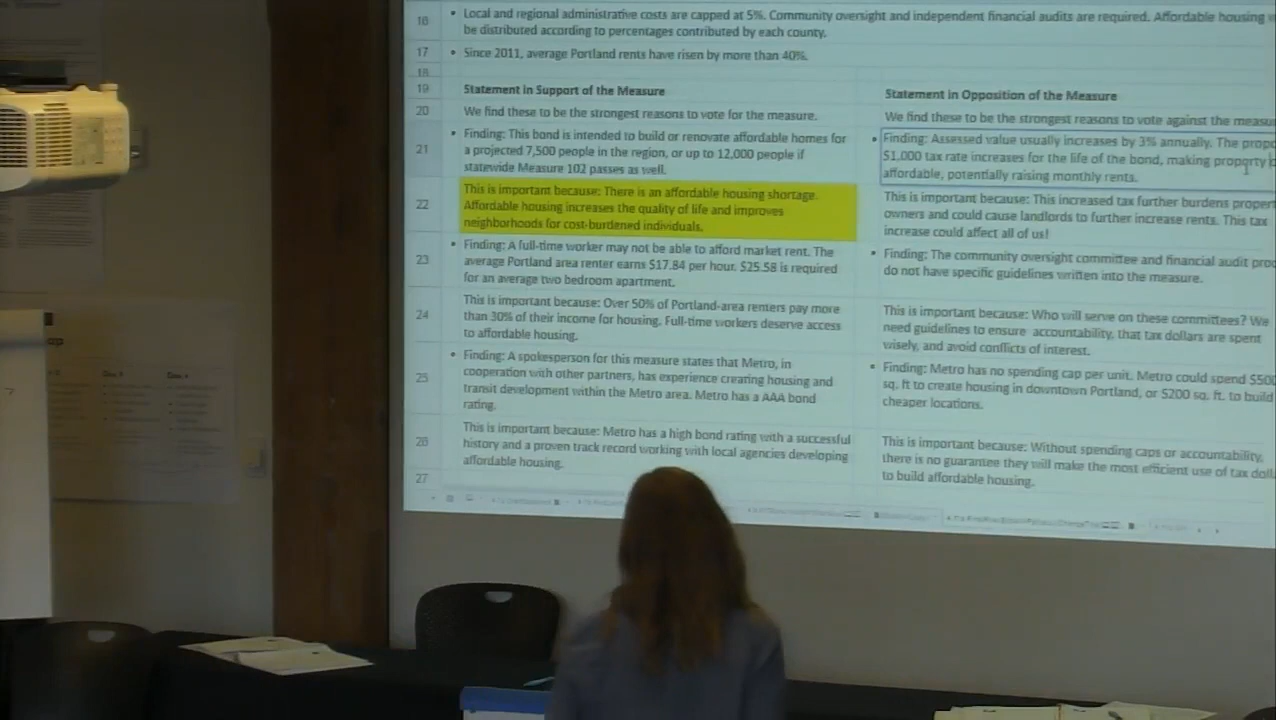 16
• Local and regional administrative costs are capped at 5%. Community oversight and independent financial audits are required. Affordable housing
be distributed according to percentages contributed by each county.
17
• Since 2011, average Portland rents have risen by more than 40%.
18
19
Statement in Support of the Measure
20
We find these to be the strongest reasons to vote for the measure.
21
• Finding: This bond is intended to build or renovate affordable homes for
a projected 7,500 people in the region, or up to 12,000 people if
statewide Measure 102 passes as well.
22
This is important because: There is an affordable housing shortage.
Affordable housing increases the quality of life and improves
neighborhoods for cost-burdened individuals.
23
• Finding: A full-time worker may not be able to afford market rent. The
average Portland area renter earns $17.84 per hour. $25.58 is required
for an average two bedroom apartment.
24
This is important because: Over 50% of Portland-area renters pay more
than 30% of their income for housing. Full-time workers deserve access
to affordable housing.
25
• Finding: A spokesperson for this measure states that Metro, in
cooperation with other partners, has experience creating housing and
transit development within the Metro area. Metro has a AAA bond
rating.
26
This is important because: Metro has a high bond rating with a successful
history and a proven track record working with local agencies developing
affordable housing.
27
Statement in Opposition of the Measure
We find these to be the strongest reasons to vote against the measu
• Finding: Assessed value usually increases by 3% annually. The propo
$1,000 tax rate increases for the life of the bond, making property
affordable, potentially raising monthly rents.
This is important because: This increased tax further burdens propert
owners and could cause landlords to further increase rents. This tax
increase could affect all of us!
• Finding: The community oversight committee and financial audit proc
do not have specific guidelines written into the measure.
This is important because: Who will serve on these committees? We
need guidelines to ensure accountability, that tax dollars are spent
wisely, and avoid conflicts of interest.
• Finding: Metro has no spending cap per unit. Metro could spend $500
sq. ft to create housing in downtown Portland, or $200 sq. ft. to build
cheaper locations.
This is important because: Without spending caps or accountability,
there is no guarantee they will make the most efficient use of tax doll
to build affordable housing.